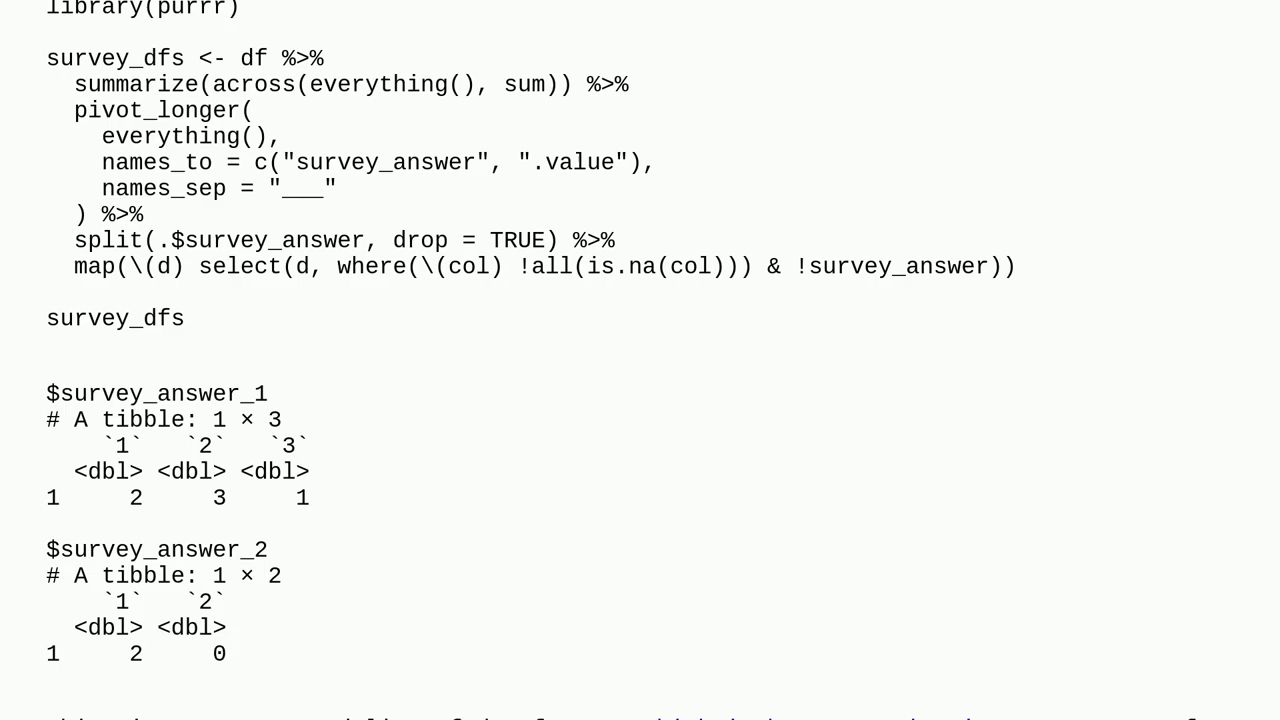 library(purrr)
survey_dfs <- df %>%
  summarize(across(everything(), sum)) %>%
  pivot_longer(
    everything(),
    names_to = c("survey_answer", ".value"),
    names_sep = "___"
  ) %>%
  split(.$survey_answer, drop = TRUE) %>%
  map(\(d) select(d, where(\(col) !all(is.na(col))) & !survey_answer))
survey_dfs
$survey_answer_1
# A tibble: 1 × 3
    `1`   `2`   `3`
  <dbl> <dbl> <dbl>
1     2     3     1
$survey_answer_2
# A tibble: 1 × 2
    `1`   `2`
  <dbl> <dbl>
1     2     0